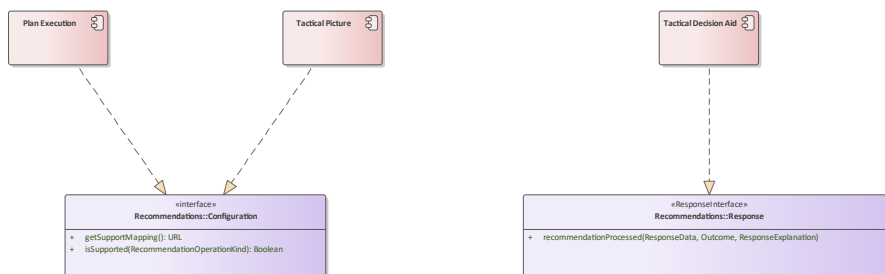 Plan Execution
Tactical Picture
Tactical Decision Aid
«interface»
Recommendations::Configuration
+ getSupportMapping(): URL
+ isSupported(RecommendationOperationKind): Boolean
«ResponseInterface»
Recommendations::Response
+ recommendationProcessed(ResponseData, Outcome, ResponseExplanation)